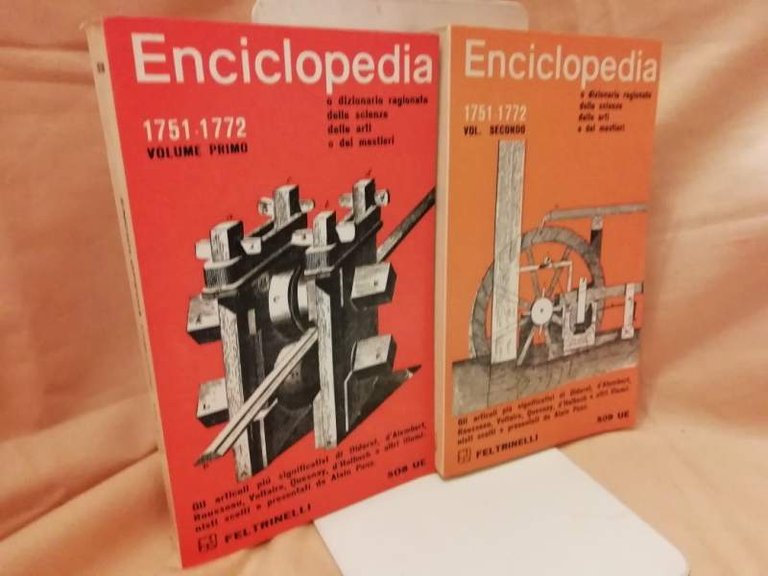 Enciclopedia
o dizionario ragionato
delle scienze
delle arti
e dei mestieri
1751-1772
VOLUME PRIMO
Gli articoli più significativi di Diderot, d'Alembert,
Rousseau, Voltaire, Quesnay, d'Holbach e altri illumi-
nisti scelti e presentati da Alain Pons.
508 UE
FELTRINELLI
Enciclopedia
o dizionario ragionato
delle scienze
delle arti
e dei mestieri
1751-1772
VOL. SECONDO
Gli articoli più significativi di Diderot, d'Alembert,
Rousseau, Voltaire, Quesnay, d'Holbach e altri illumi-
nisti scelti e presentati da Alain Pons.
509 UE
FELTRINELLI